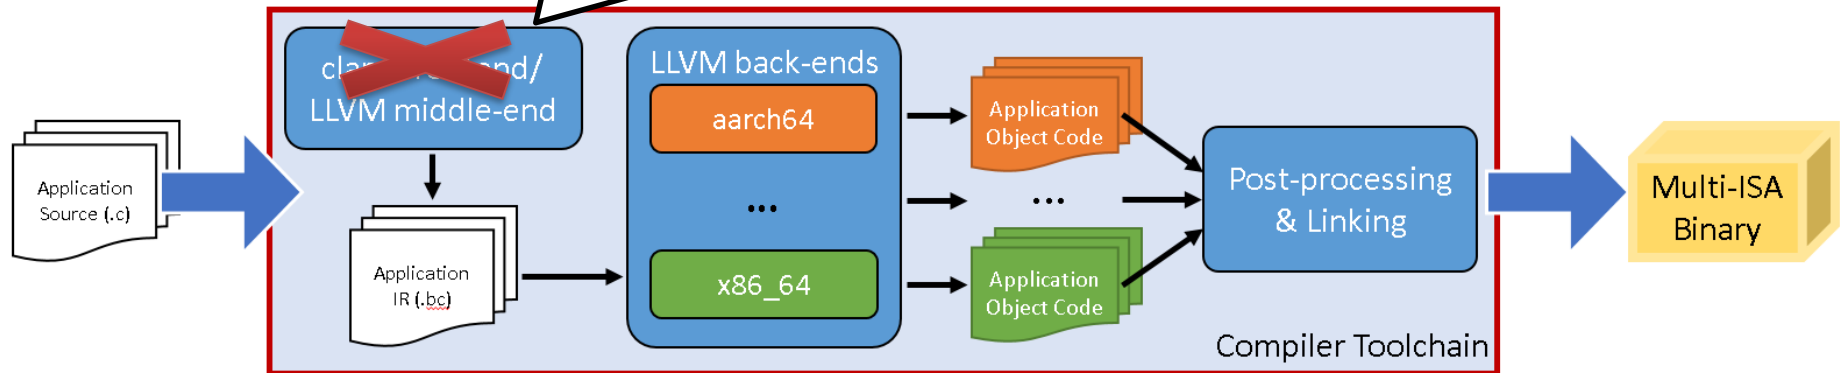 Application
Source (.c)
end/
LLVM middle-end
Application
IR (.bc)
LLVM back-ends
aarch64
...
x86_64
Application
Object Code
...
Application
Object Code
Post-processing
& Linking
Compiler Toolchain
Multi-ISA
Binary